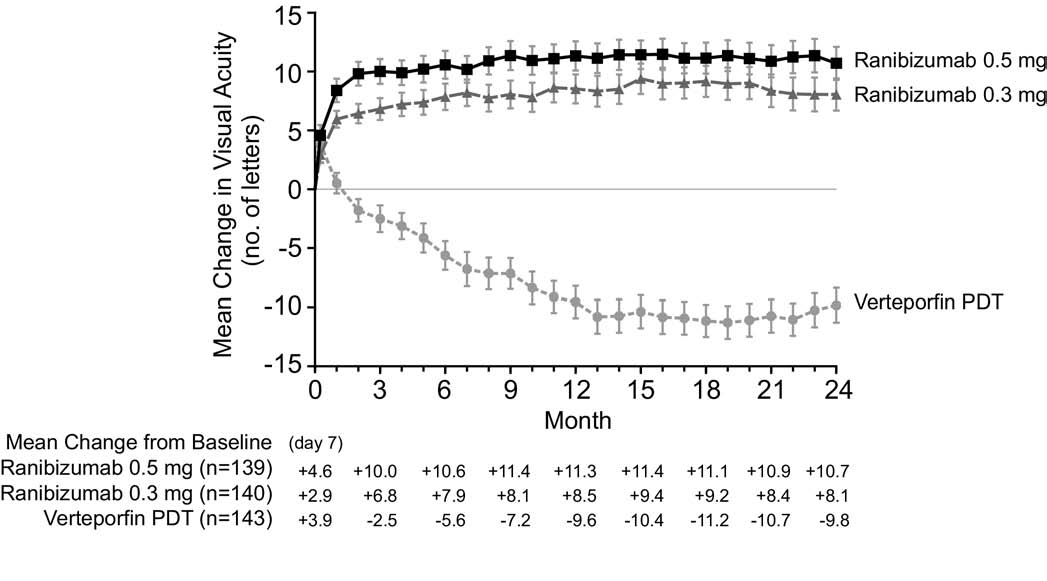 15
10
5
0
-5
-10
-15
Mean Change in Visual Acuity
(no. of letters)
Ranibizumab 0.5 mg
Ranibizumab 0.3 mg
Verteporfin PDT
0 3 6 9 12 15 18 21 24
Month
Mean Change from Baseline (day 7)
Ranibizumab 0.5 mg (n=139) +4.6 +10.0 +10.6 +11.4 +11.3 +11.4 +11.1 +10.9 +10.7
Ranibizumab 0.3 mg (n=140) +2.9 +6.8 +7.9 +8.1 +8.5 +9.4 +9.2 +8.4 +8.1
Verteporfin PDT (n=143) +3.9 -2.5 -5.6 -7.2 -9.6 -10.4 -11.2 -10.7 -9.8